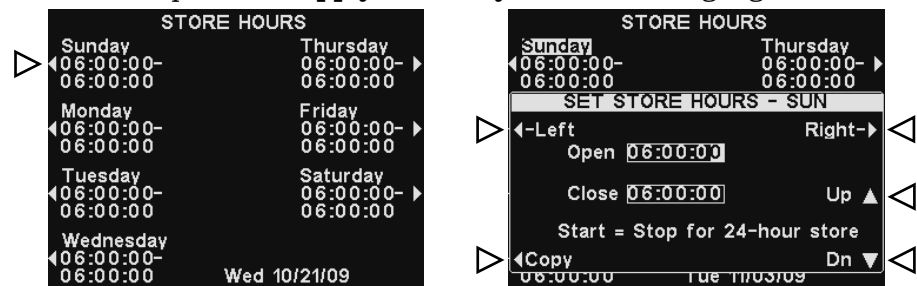 STORE HOURS
Sunday
06:00:00-
06:00:00
Thursday
06:00:00-
06:00:00
Monday
06:00:00-
06:00:00
Friday
06:00:00-
06:00:00
Tuesday
06:00:00-
06:00:00
Saturday
06:00:00-
06:00:00
Wednesday
06:00:00-
06:00:00
Wed 10/21/09
STORE HOURS
Sunday
06:00:00-
06:00:00
Thursday
06:00:00-
06:00:00
SET STORE HOURS - SUN
-Left
Right-
Open 06:00:00
Close 06:00:00
Up
Start = Stop for 24-hour store
Copy
Dn
06:00:00
Tue 11/03/09